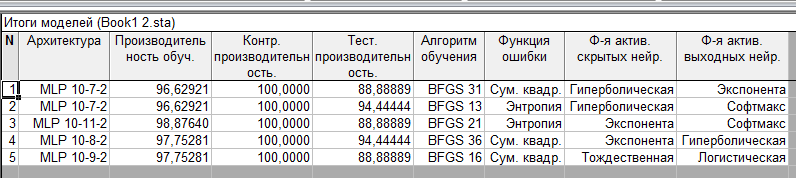 Итоги моделей (Book1 2.sta)
N Архитектура Производитель ность обуч. Контр. производительн ость. Тест. производительн ость. Алгоритм обучения Функция ошибки Ф-я актив. скрытых нейр. Ф-я актив. выходных нейр.
1 MLP 10-7-2 96,62921 100,0000 88,88889 BFGS 31 Сум. квадр. Гиперболическая Экспонента
2 MLP 10-7-2 96,62921 100,0000 94,44444 BFGS 13 Энтропия Гиперболическая Софтмакс
3 MLP 10-11-2 98,87640 100,0000 88,88889 BFGS 21 Энтропия Экспонента Софтмакс
4 MLP 10-8-2 97,75281 100,0000 94,44444 BFGS 36 Сум. квадр. Экспонента Гиперболическая
5 MLP 10-9-2 97,75281 100,0000 88,88889 BFGS 16 Сум. квадр. Тождественная Логистическая